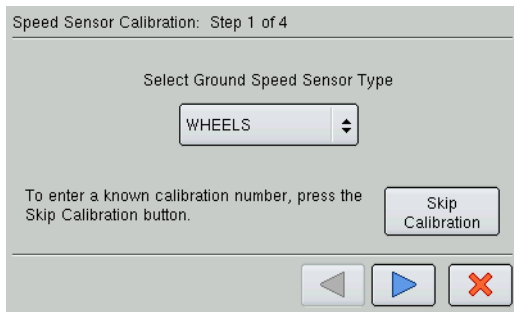 Speed Sensor Calibration: Step 1 of 4
Select Ground Speed Sensor Type
WHEELS
To enter a known calibration number, press the
Skip Calibration button.
Skip
Calibration